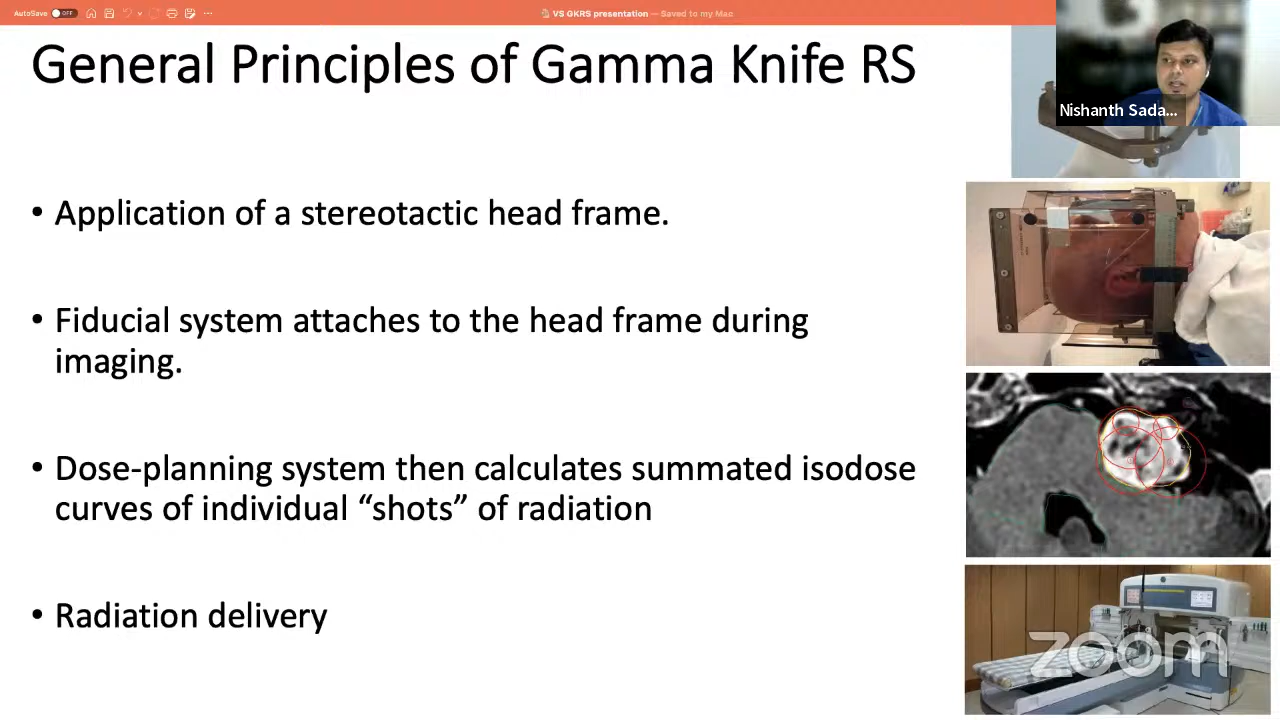 AutoSave OFF
VS GKRS presentation — Saved to my Mac
General Principles of Gamma Knife RS
Nishanth Sada...
• Application of a stereotactic head frame.
• Fiducial system attaches to the head frame during
imaging.
• Dose-planning system then calculates summated isodose
curves of individual “shots” of radiation
• Radiation delivery
zoom